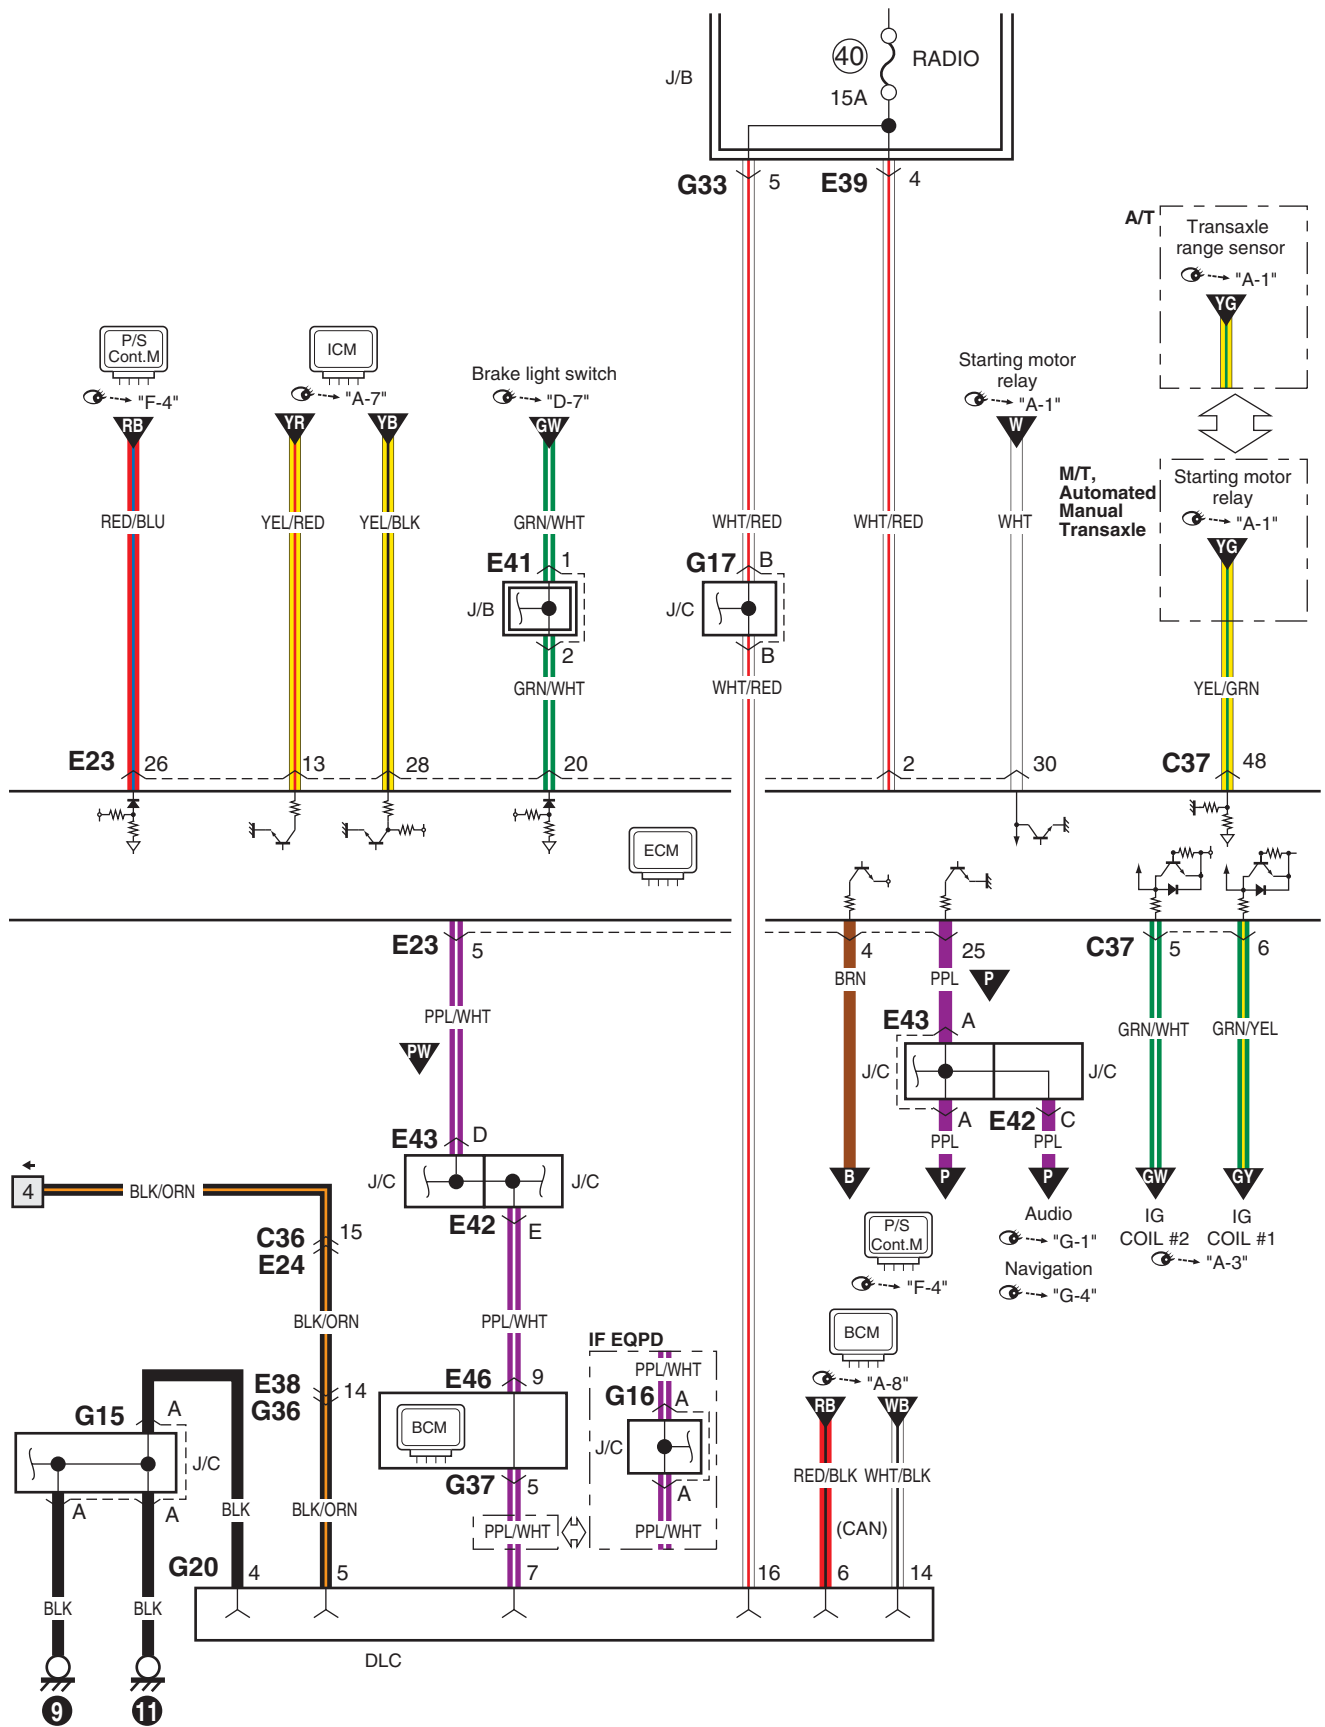 J/B
40
RADIO
15A
G33
5
E39
4
A/T
Transaxle
range sensor
"A-1"
YG
P/S
Cont.M
"F-4"
RB
ICM
"A-7"
YR
YB
Brake light switch
"D-7"
GW
Starting motor
relay
"A-1"
W
M/T,
Automated
Manual
Transaxle
Starting motor
relay
"A-1"
YG
RED/BLU
YEL/RED
YEL/BLK
GRN/WHT
WHT/RED
WHT/RED
WHT
E41
1
J/B
2
G17
B
J/C
B
GRN/WHT
WHT/RED
YEL/GRN
E23
26
13
28
20
2
30
C37
48
ECM
E23
5
4
25
C37
5
6
BRN
PPL
P
PPL/WHT
PW
E43
A
J/C
J/C
GRN/WHT
GRN/YEL
A
E42
C
PPL
PPL
E43
D
J/C
J/C
E42
E
4
BLK/ORN
B
P
P
GW
GY
C36
15
E24
P/S
Cont.M
"F-4"
Audio
"G-1"
Navigation
"G-4"
IG
COIL #2
IG
COIL #1
"A-3"
BLK/ORN
PPL/WHT
IF EQPD
PPL/WHT
BCM
"A-8"
E38
14
G36
E46
9
G16
A
RB
WB
G15
A
J/C
BCM
J/C
A
A
A
G37
5
RED/BLK
WHT/BLK
BLK
BLK/ORN
PPL/WHT
PPL/WHT
(CAN)
G20
4
5
7
16
6
14
BLK
BLK
DLC
9
11